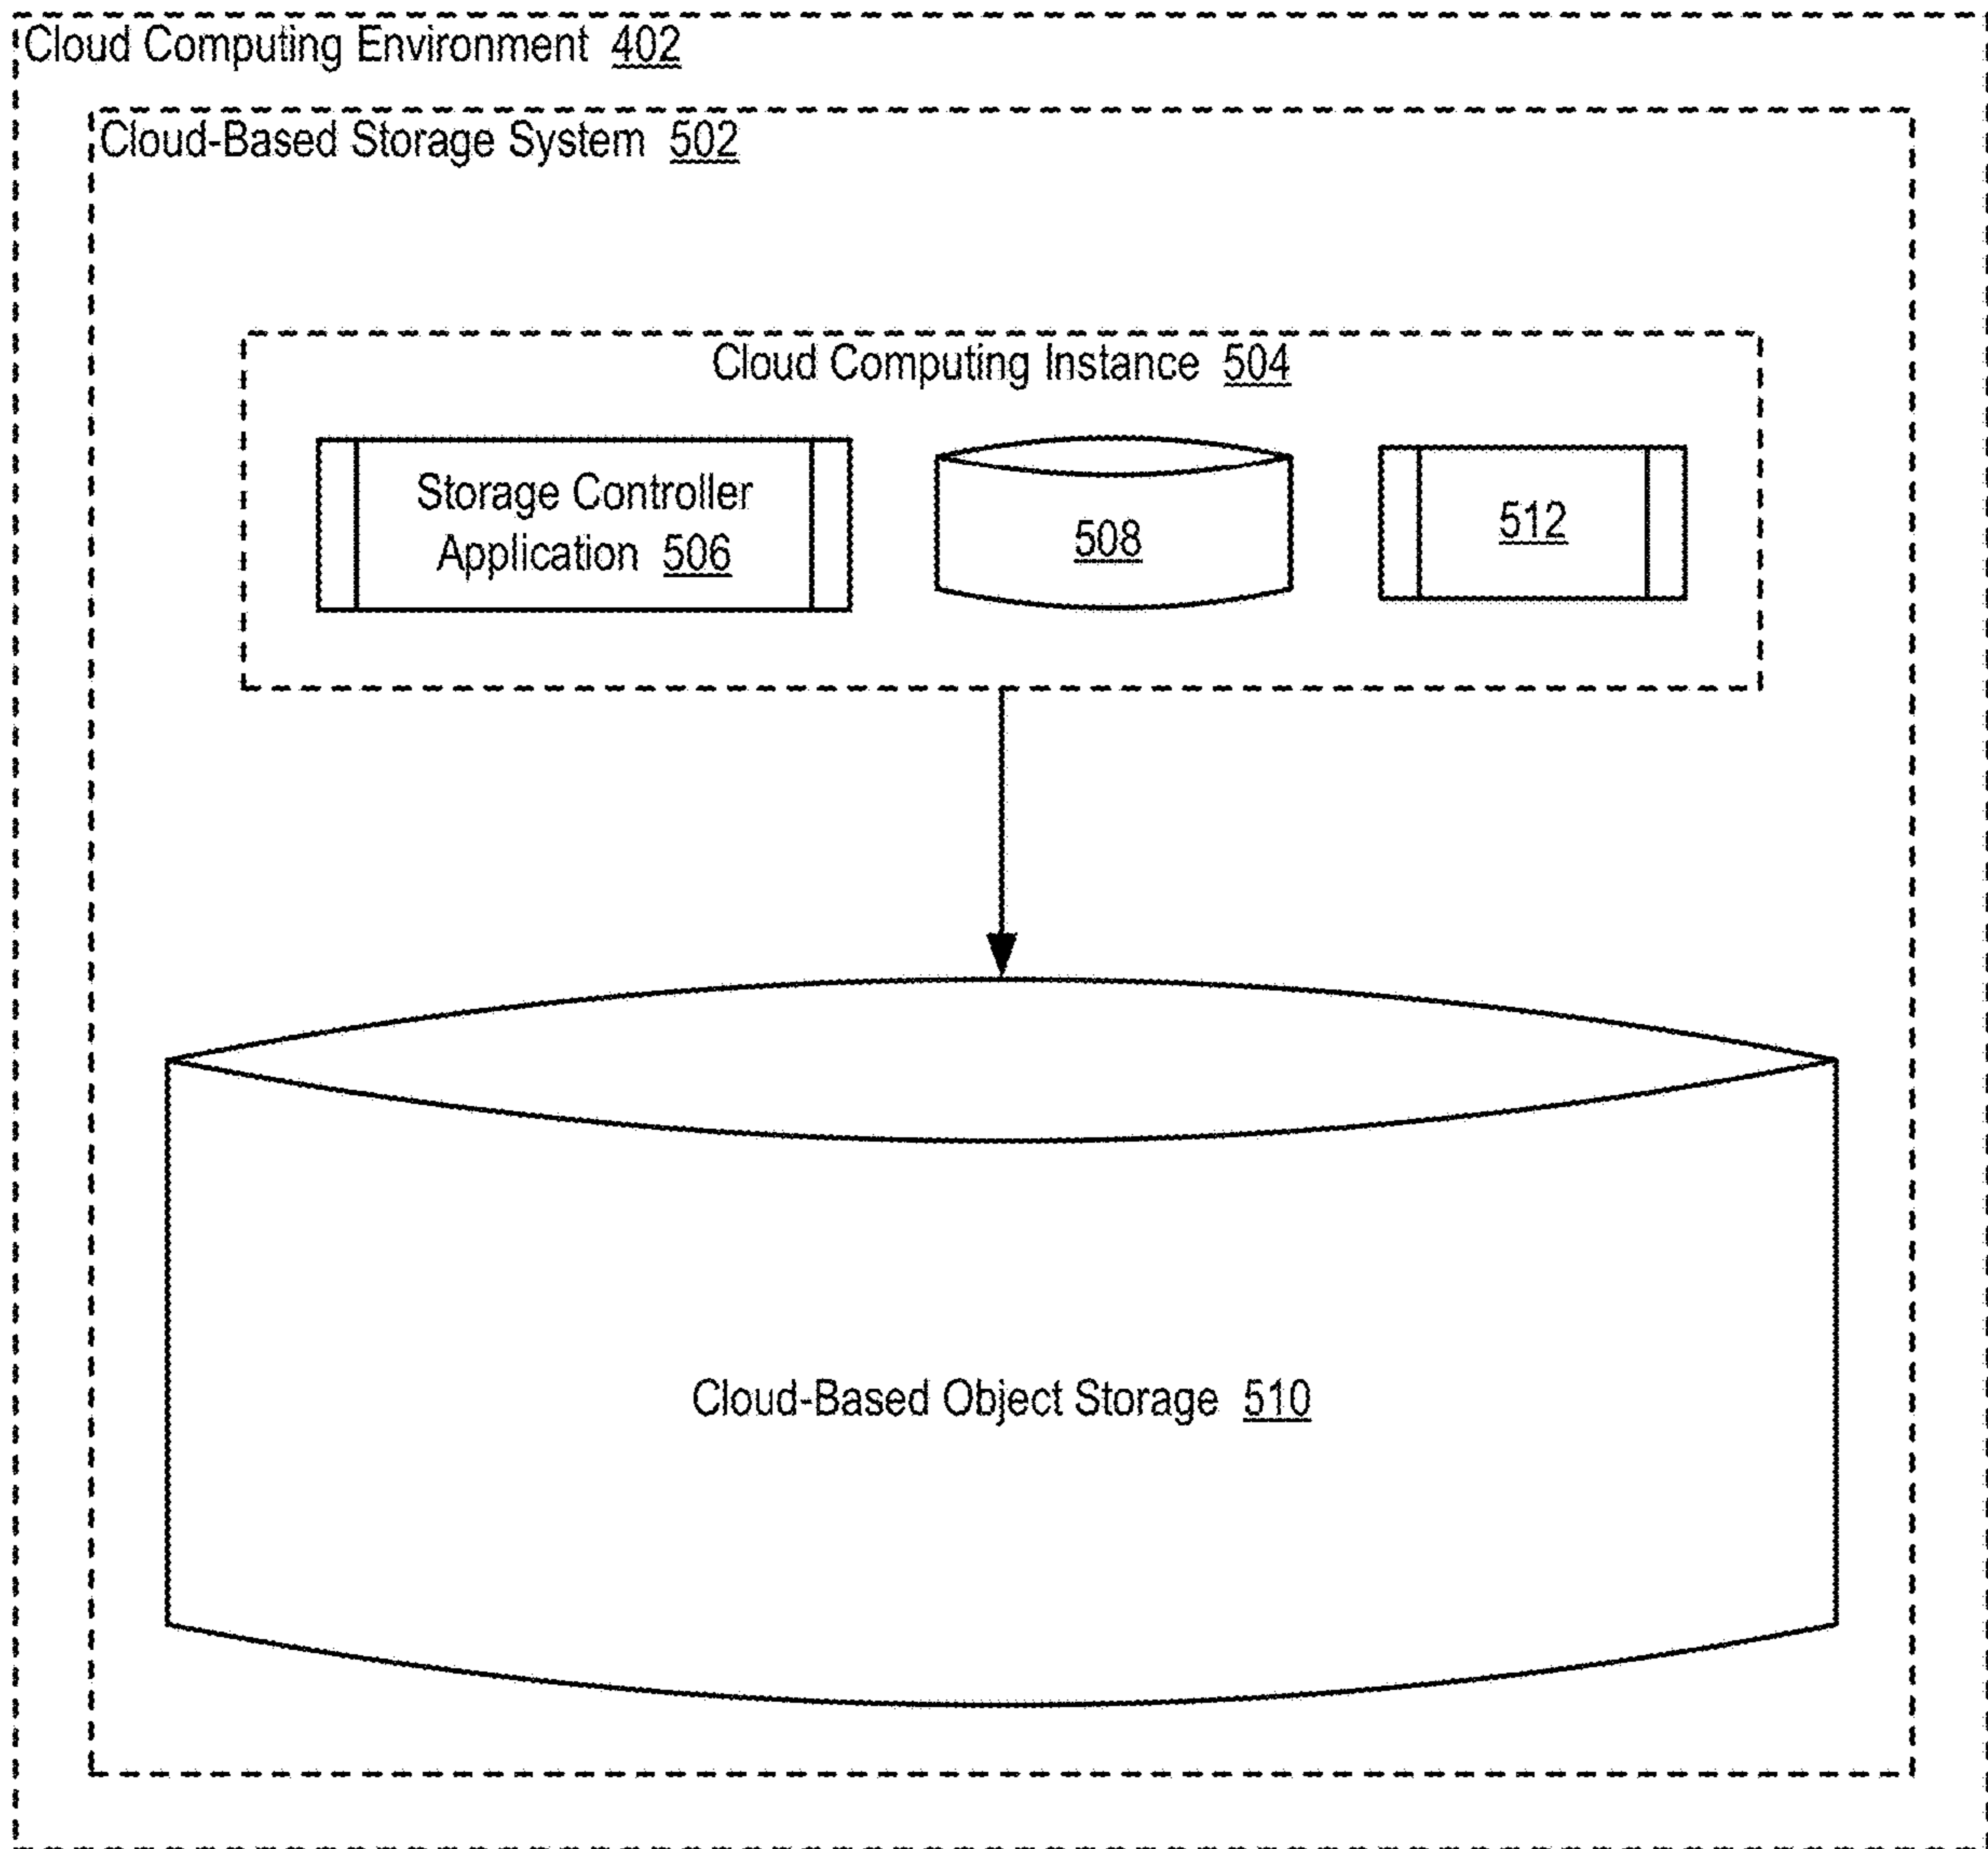 Cloud Computing Environment 402
Cloud-Based Storage System 502
Cloud Computing Instance 504
Storage Controller
Application 506
508
512
Cloud-Based Object Storage 510